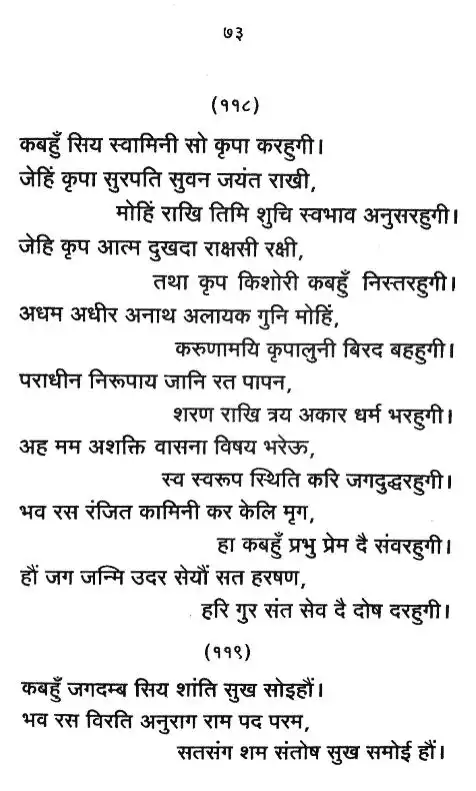 ७३
(११८)
कबहुँ सिय स्वामिनी सो कृपा करहुगी।
जेहिं कृपा सुरपति सुवन जयंत राखी,
मोहिं राखि तिमि शुचि स्वभाव अनुसरहुगी।
जेहि कृप आत्म दुखदा राक्षसी रक्षी,
तथा कृप किशोरी कबहुँ निस्तरहुगी।
अधम अधीर अनाथ अलायक गुनि मोहिं,
करुणामयि कृपालुनी बिरद बहहुगी।
पराधीन निरूपाय जानि रत पापन,
शरण राखि त्रय अकार धर्म भरहुगी।
अह मम अशक्ति वासना विषय भरेऊ,
स्व स्वरूप स्थिति करि जगदुद्धरहुगी।
भव रस रंजित कामिनी कर केलि मृग,
हा कबहुँ प्रभु प्रेम दै संवरहुगी।
हौं जग जन्मि उदर सेयौं सत हरषण,
हरि गुर संत सेव दै दोष दरहुगी।
(११९)
कबहुँ जगदम्ब सिय शांति सुख सोइहौं।
भव रस विरति अनुराग राम पद परम,
सतसंग शम संतोष सुख समोई हौं।